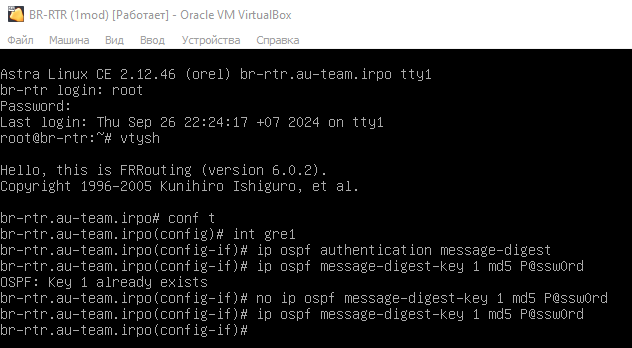 BR-RTR (1mod) [Работает] - Oracle VM VirtualBox
Файл Машина Вид Ввод Устройства Справка
Astra Linux CE 2.12.46 (orel) br-rtr.au-team.irpo tty1
br-rtr login: root
Password:
Last login: Thu Sep 26 22:24:17 +07 2024 on tty1
root@br-rtr:~# vtysh
Hello, this is FRRouting (version 6.0.2).
Copyright 1996-2005 Kunihiro Ishiguro, et al.
br-rtr.au-team.irpo# conf t
br-rtr.au-team.irpo(config)# int gre1
br-rtr.au-team.irpo(config-if)# ip ospf authentication message-digest
br-rtr.au-team.irpo(config-if)# ip ospf message-digest-key 1 md5 P@ssw0rd
OSPF: Key 1 already exists
br-rtr.au-team.irpo(config-if)# no ip ospf message-digest-key 1 md5 P@ssw0rd
br-rtr.au-team.irpo(config-if)# ip ospf message-digest-key 1 md5 P@ssw0rd
br-rtr.au-team.irpo(config-if)#